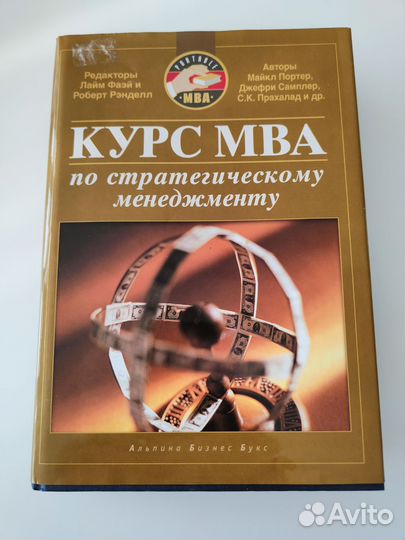 Редакторы
Лайм Фаэй и
Роберт Рэнделл
PORTABLE
MBA
Авторы
Майкл Портер,
Джефри Самплер,
С.К. Прахалад и др.
КУРС МВА
по стратегическому
менеджменту
Альпина Бизнес Букс
Avito